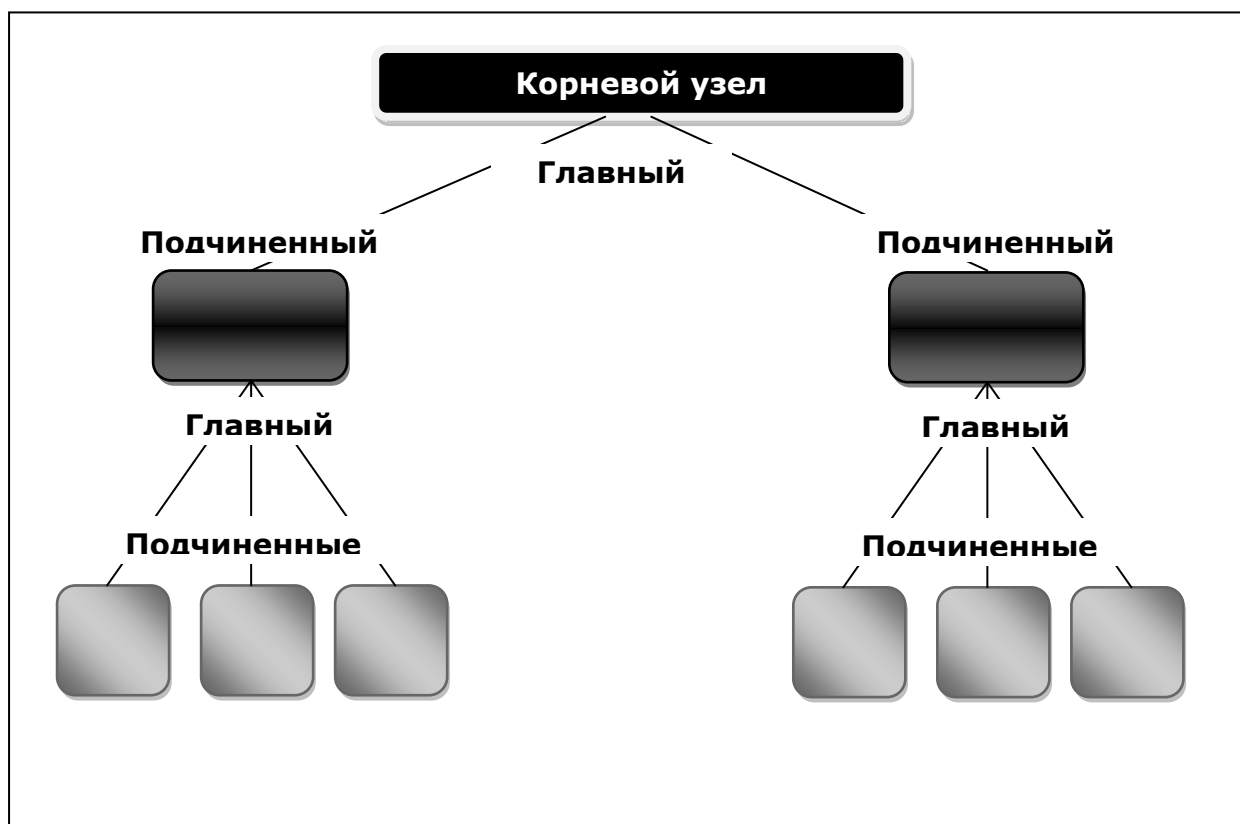 Корневой узел
Главный
Подчиненный
Подчиненный
Главный
Главный
Подчиненные
Подчиненные